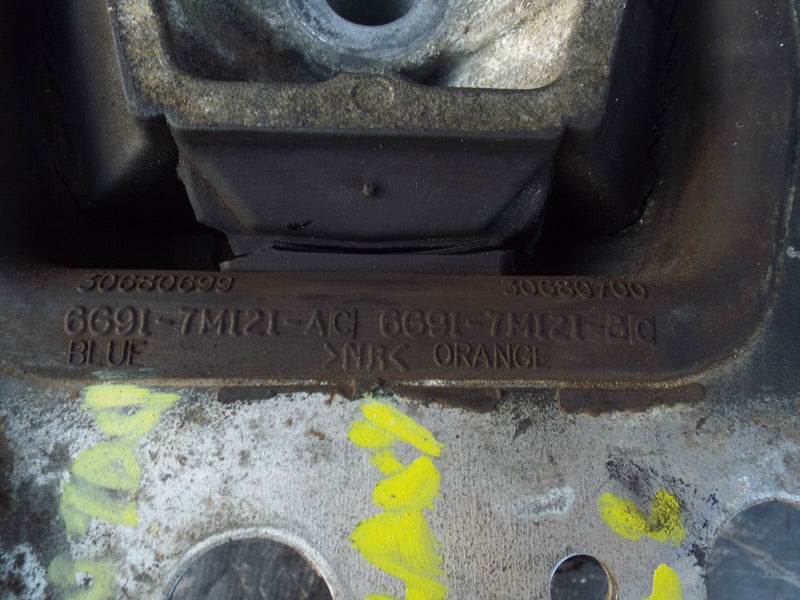 30680699 30680700
6G91-7M121-AC 6G91-7M121-BC
BLUE >NR< ORANGE